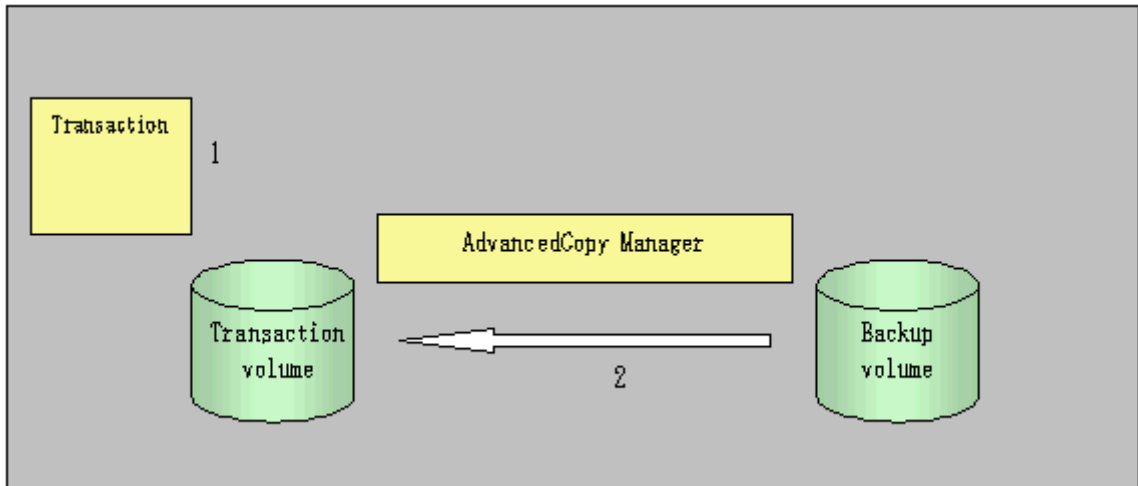 Transaction
1
AdvancedCopy Manager
Transaction
volume
2
Backup
volume